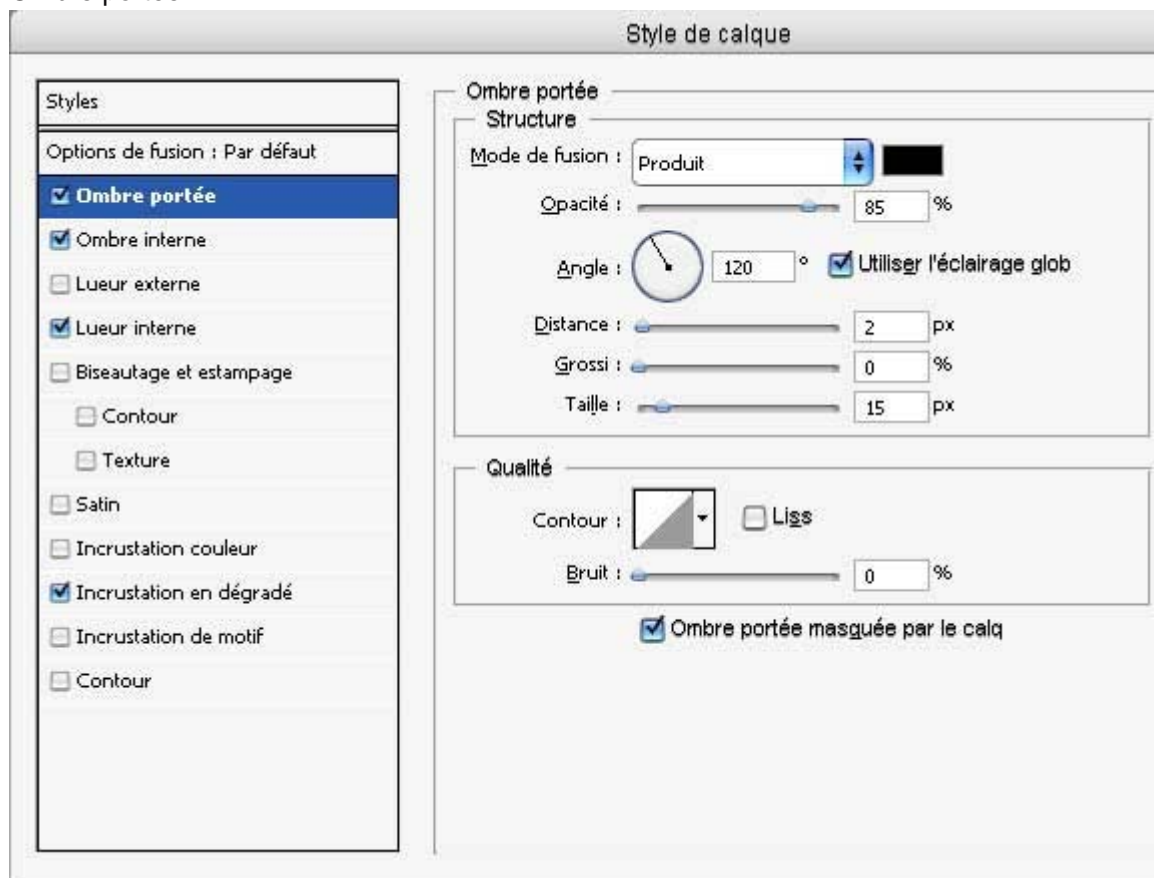 Style de calque
Styles
Options de fusion : Par défaut
Ombre portée
Ombre interne
Lueur externe
Lueur interne
Biseautage et estampage
Contour
Texture
Satin
Incrustation couleur
Incrustation en dégradé
Incrustation de motif
Contour
Ombre portée
Structure
Mode de fusion : Produit
Opacité : 85 %
Angle : 120 ° Utiliser l'éclairage glob
Distance : 2 px
Grossi : 0 %
Taille : 15 px
Qualité
Contour : Liss
Bruit : 0 %
Ombre portée masquée par le calq